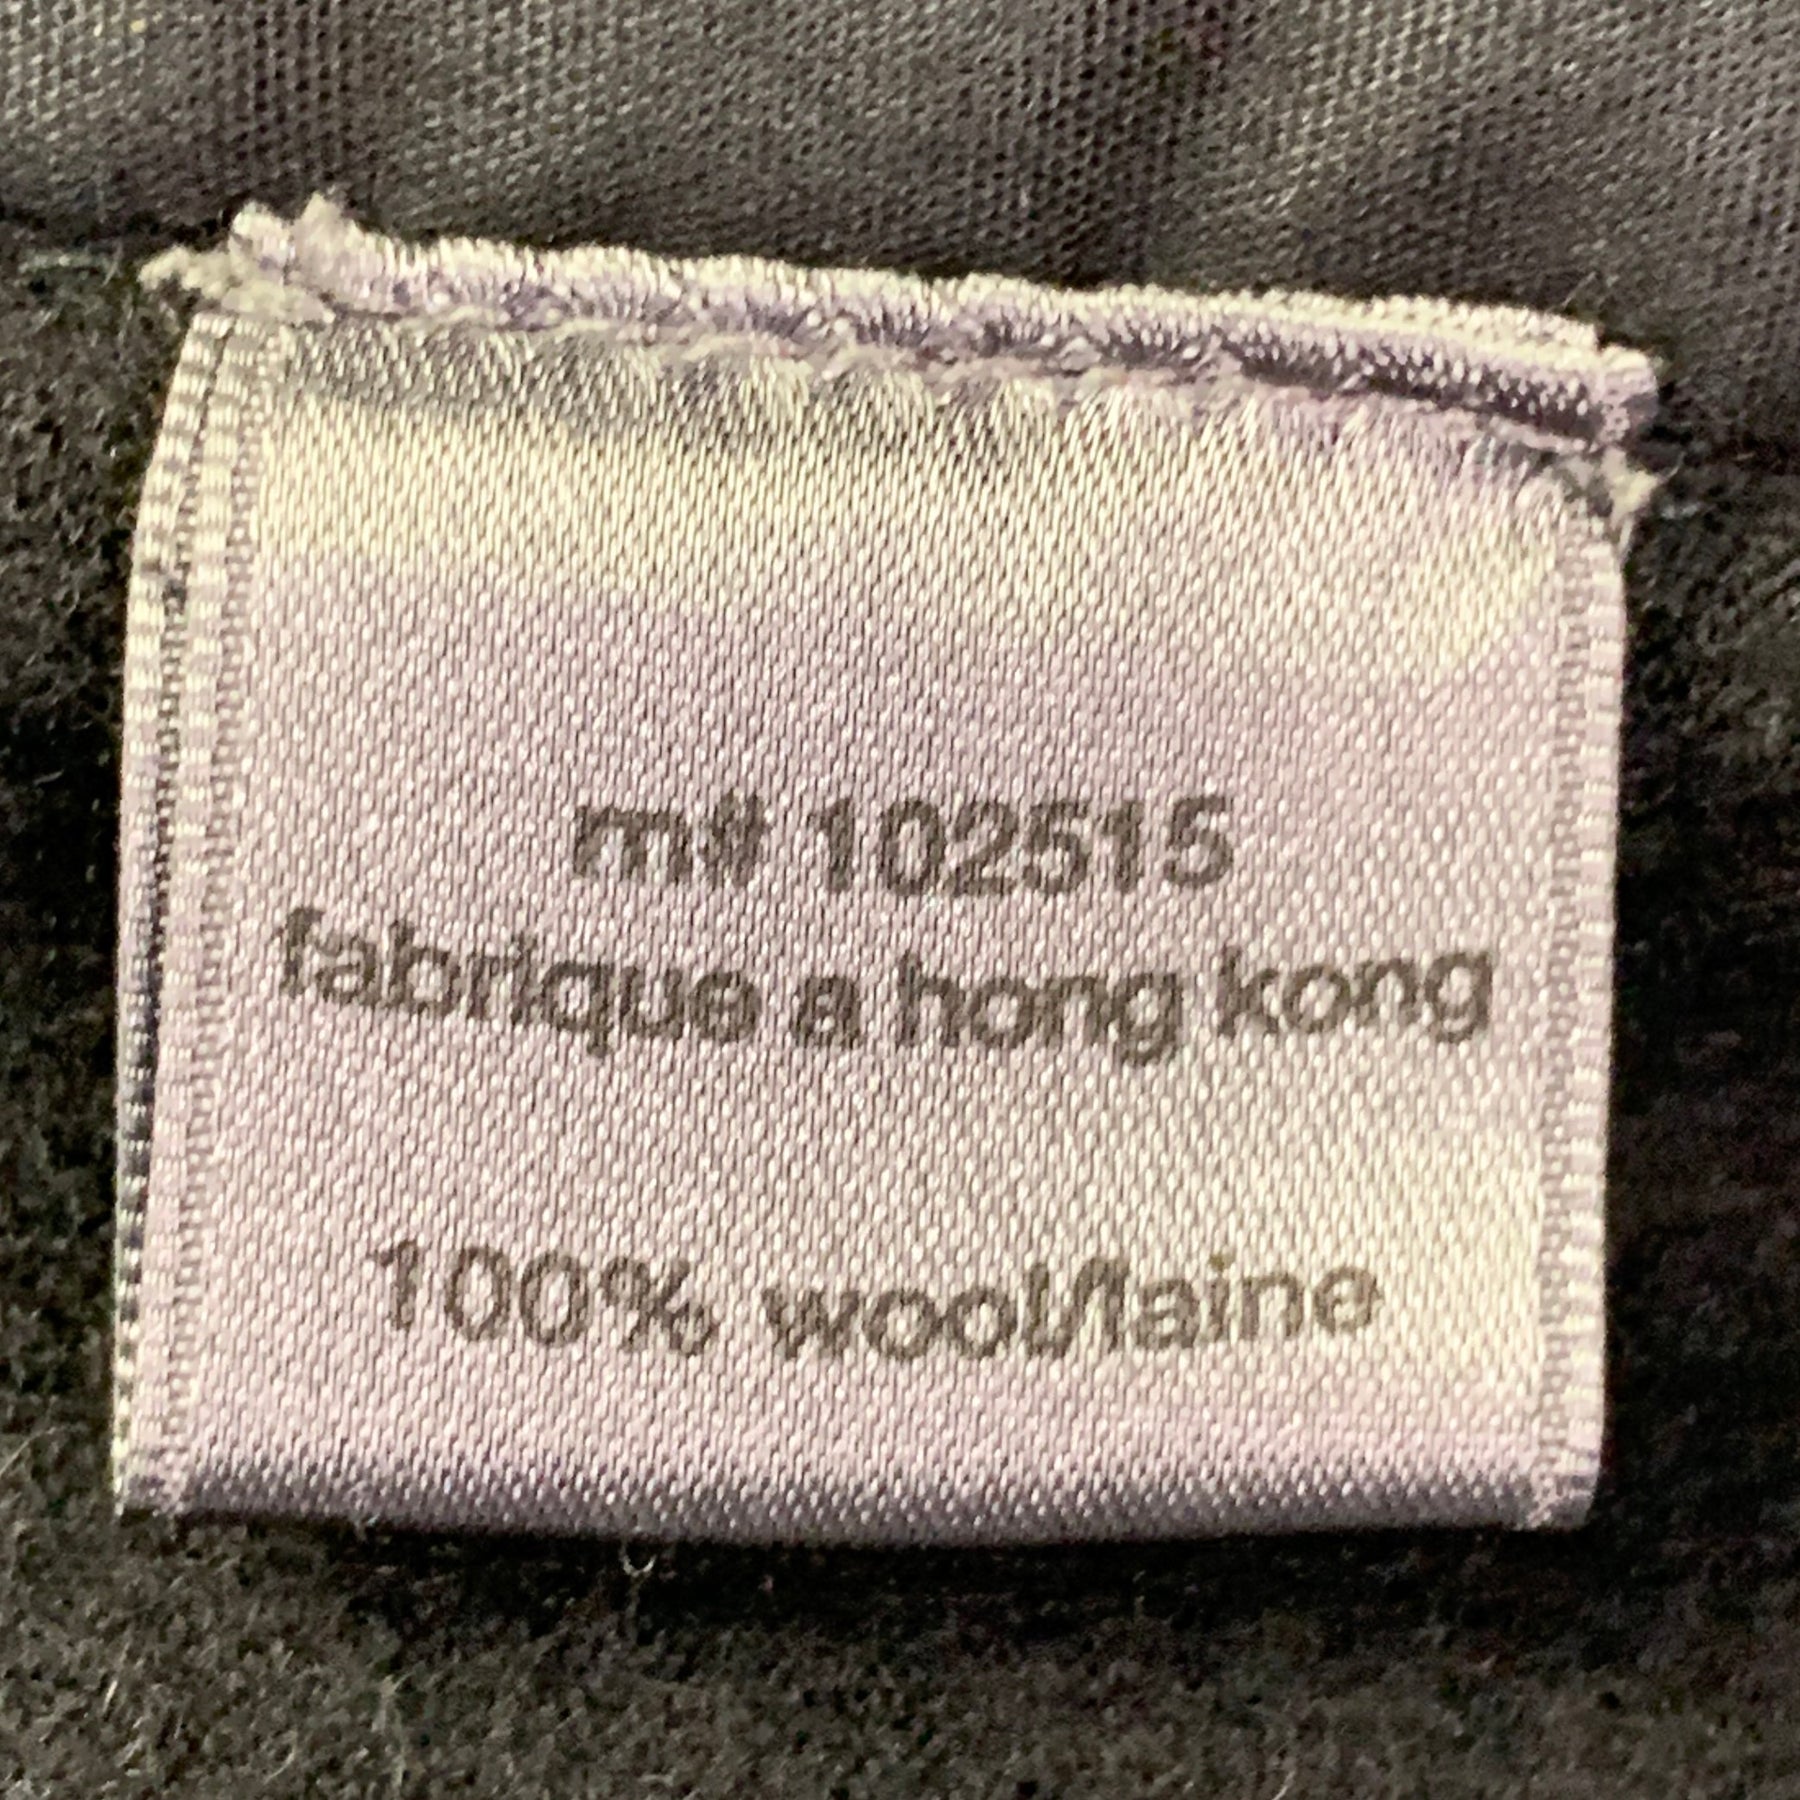 m# 102515
fabrique a hong kong
100% wool/laine